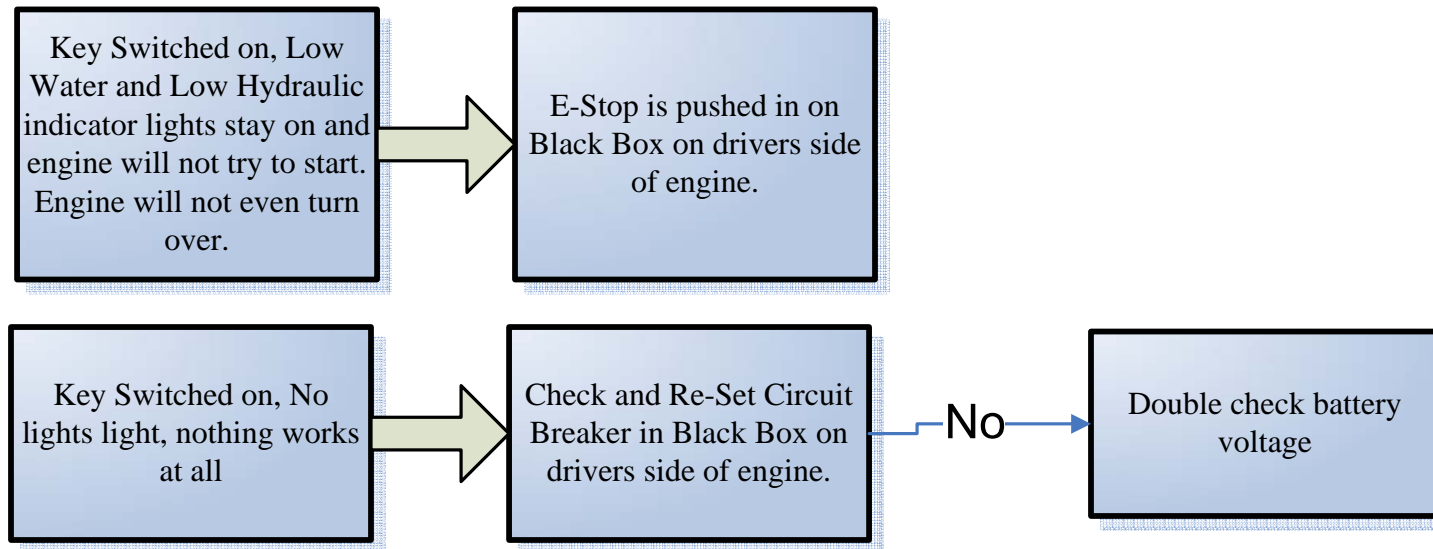 Key Switched on, Low
Water and Low Hydraulic
indicator lights stay on and
engine will not try to start.
Engine will not even turn
over.
E-Stop is pushed in on
Black Box on drivers side
of engine.
Key Switched on, No
lights light, nothing works
at all
Check and Re-Set Circuit
Breaker in Black Box on
drivers side of engine.
No
Double check battery
voltage